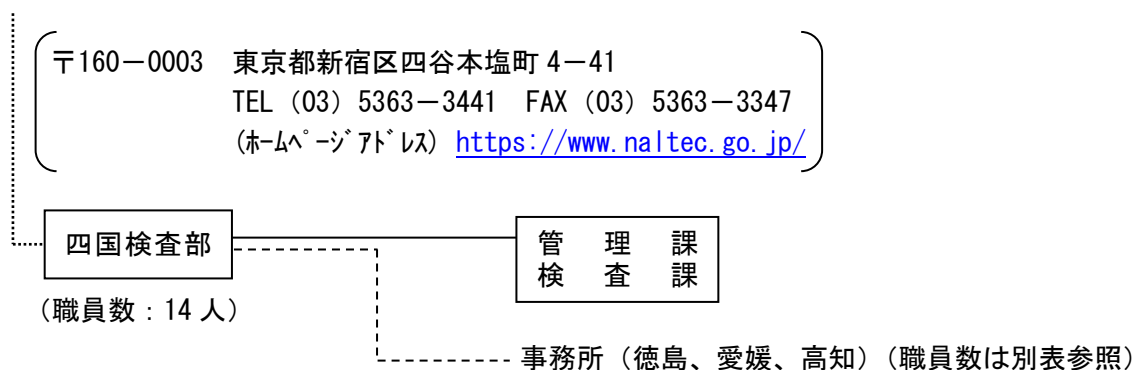 〒160－0003 東京都新宿区四谷本塩町 4－41
TEL（03）5363－3441 FAX（03）5363－3347
(ﾎｰﾑﾍﾟｰｼﾞｱﾄﾞﾚｽ) https://www.naltec.go.jp/
四国検査部
管　理　課
検　査　課
（職員数：14 人）
事務所（徳島、愛媛、高知）（職員数は別表参照）